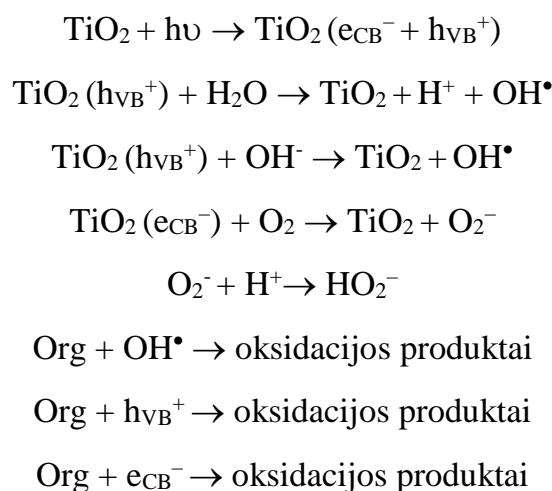 TiO₂ + hυ → TiO₂ (e_CB⁻ + h_VB⁺)
TiO₂ (h_VB⁺) + H₂O → TiO₂ + H⁺ + OH•
TiO₂ (h_VB⁺) + OH⁻ → TiO₂ + OH•
TiO₂ (e_CB⁻) + O₂ → TiO₂ + O₂⁻
O₂⁻ + H⁺ → HO₂⁻
Org + OH• → oksidacijos produktai
Org + h_VB⁺ → oksidacijos produktai
Org + e_CB⁻ → oksidacijos produktai